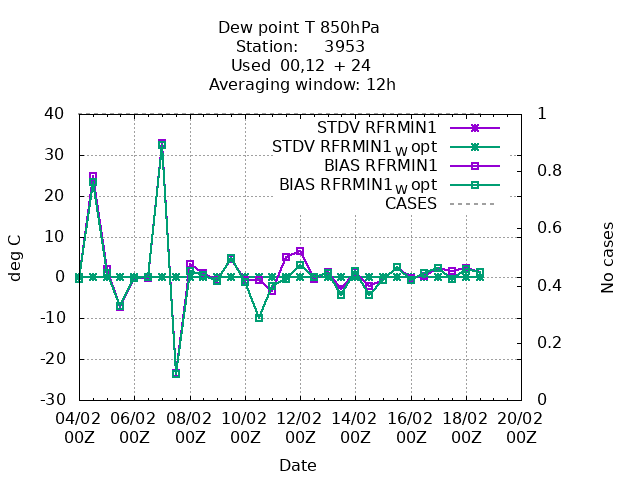 Dew point T 850hPa
Station: 3953
Used 00,12 + 24
Averaging window: 12h
STDV RFRMIN1
STDV RFRMIN1w opt
BIAS RFRMIN1
BIAS RFRMIN1w opt
CASES
40
30
20
10
0
-10
-20
-30
deg C
1
0.8
0.6
0.4
0.2
0
No cases
04/02 06/02 08/02 10/02 12/02 14/02 16/02 18/02 20/02
00Z 00Z 00Z 00Z 00Z 00Z 00Z 00Z 00Z
Date